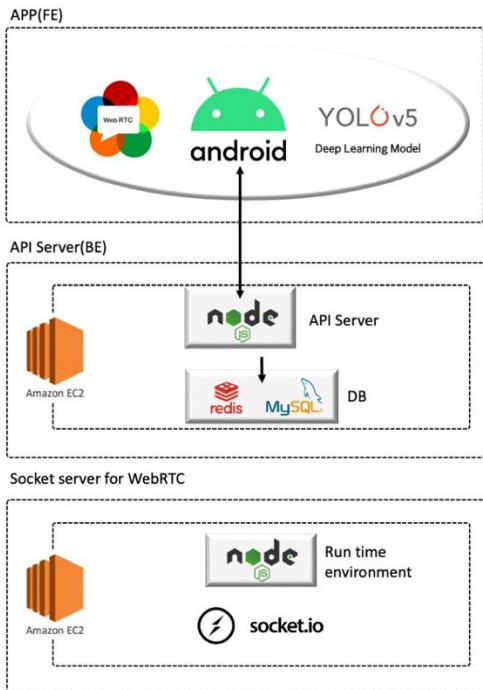 APP(FE)
Web RTC
android
YOLOv5
Deep Learning Model
API Server(BE)
node
JS
API Server
Amazon EC2
redis
MySQL
DB
Socket server for WebRTC
node
JS
Run time
environment
Amazon EC2
socket.io